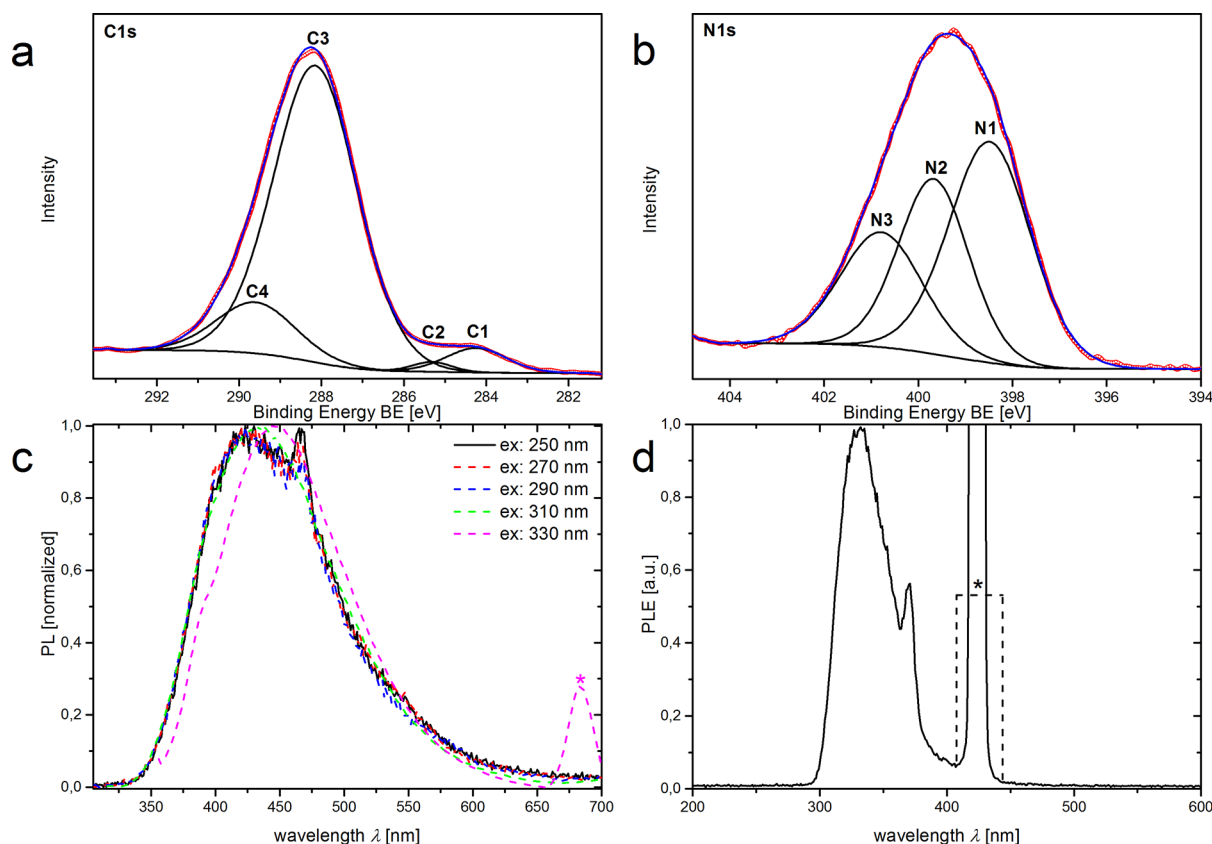 a
C1s
C3
C4
C2
C1
Intensity
292
290
288
286
284
282
Binding Energy BE [eV]
b
N1s
N1
N2
N3
Intensity
404
402
400
398
396
394
Binding Energy BE [eV]
c
1,0
0,8
0,6
0,4
0,2
0,0
PL [normalized]
ex: 250 nm
ex: 270 nm
ex: 290 nm
ex: 310 nm
ex: 330 nm
*
350
400
450
500
550
600
650
700
wavelength λ [nm]
d
1,0
0,8
0,6
0,4
0,2
0,0
PLE [a.u.]
*
200
300
400
500
600
wavelength λ [nm]